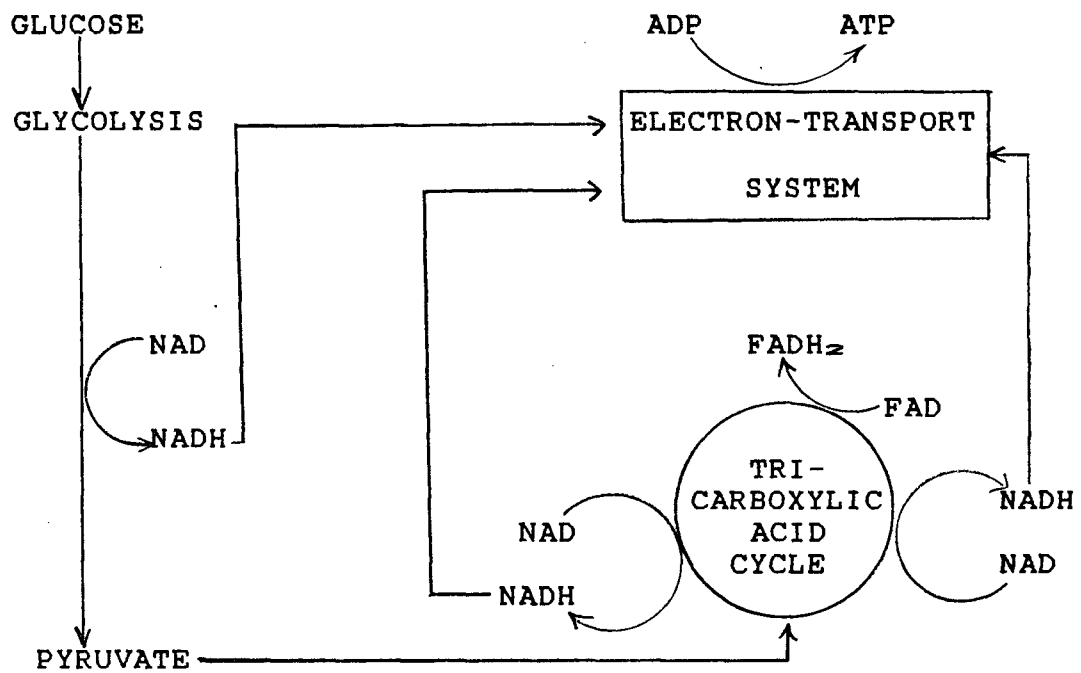 GLUCOSE
ADP ATP
GLYCOLYSIS
ELECTRON-TRANSPORT
SYSTEM
NAD
NADH
FADH₂
FAD
TRI-
CARBOXYLIC
ACID
CYCLE
NAD
NADH
NADH
NAD
PYRUVATE